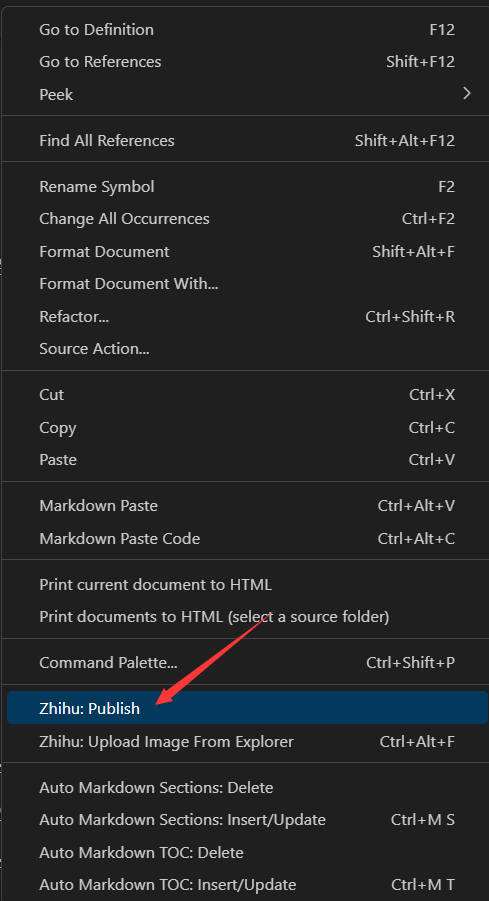 Go to Definition F12
Go to References Shift+F12
Peek
Find All References Shift+Alt+F12
Rename Symbol F2
Change All Occurrences Ctrl+F2
Format Document Shift+Alt+F
Format Document With...
Refactor... Ctrl+Shift+R
Source Action...
Cut Ctrl+X
Copy Ctrl+C
Paste Ctrl+V
Markdown Paste Ctrl+Alt+V
Markdown Paste Code Ctrl+Alt+C
Print current document to HTML
Print documents to HTML (select a source folder)
Command Palette... Ctrl+Shift+P
Zhihu: Publish
Zhihu: Upload Image From Explorer Ctrl+Alt+F
Auto Markdown Sections: Delete
Auto Markdown Sections: Insert/Update Ctrl+M S
Auto Markdown TOC: Delete
Auto Markdown TOC: Insert/Update Ctrl+M T